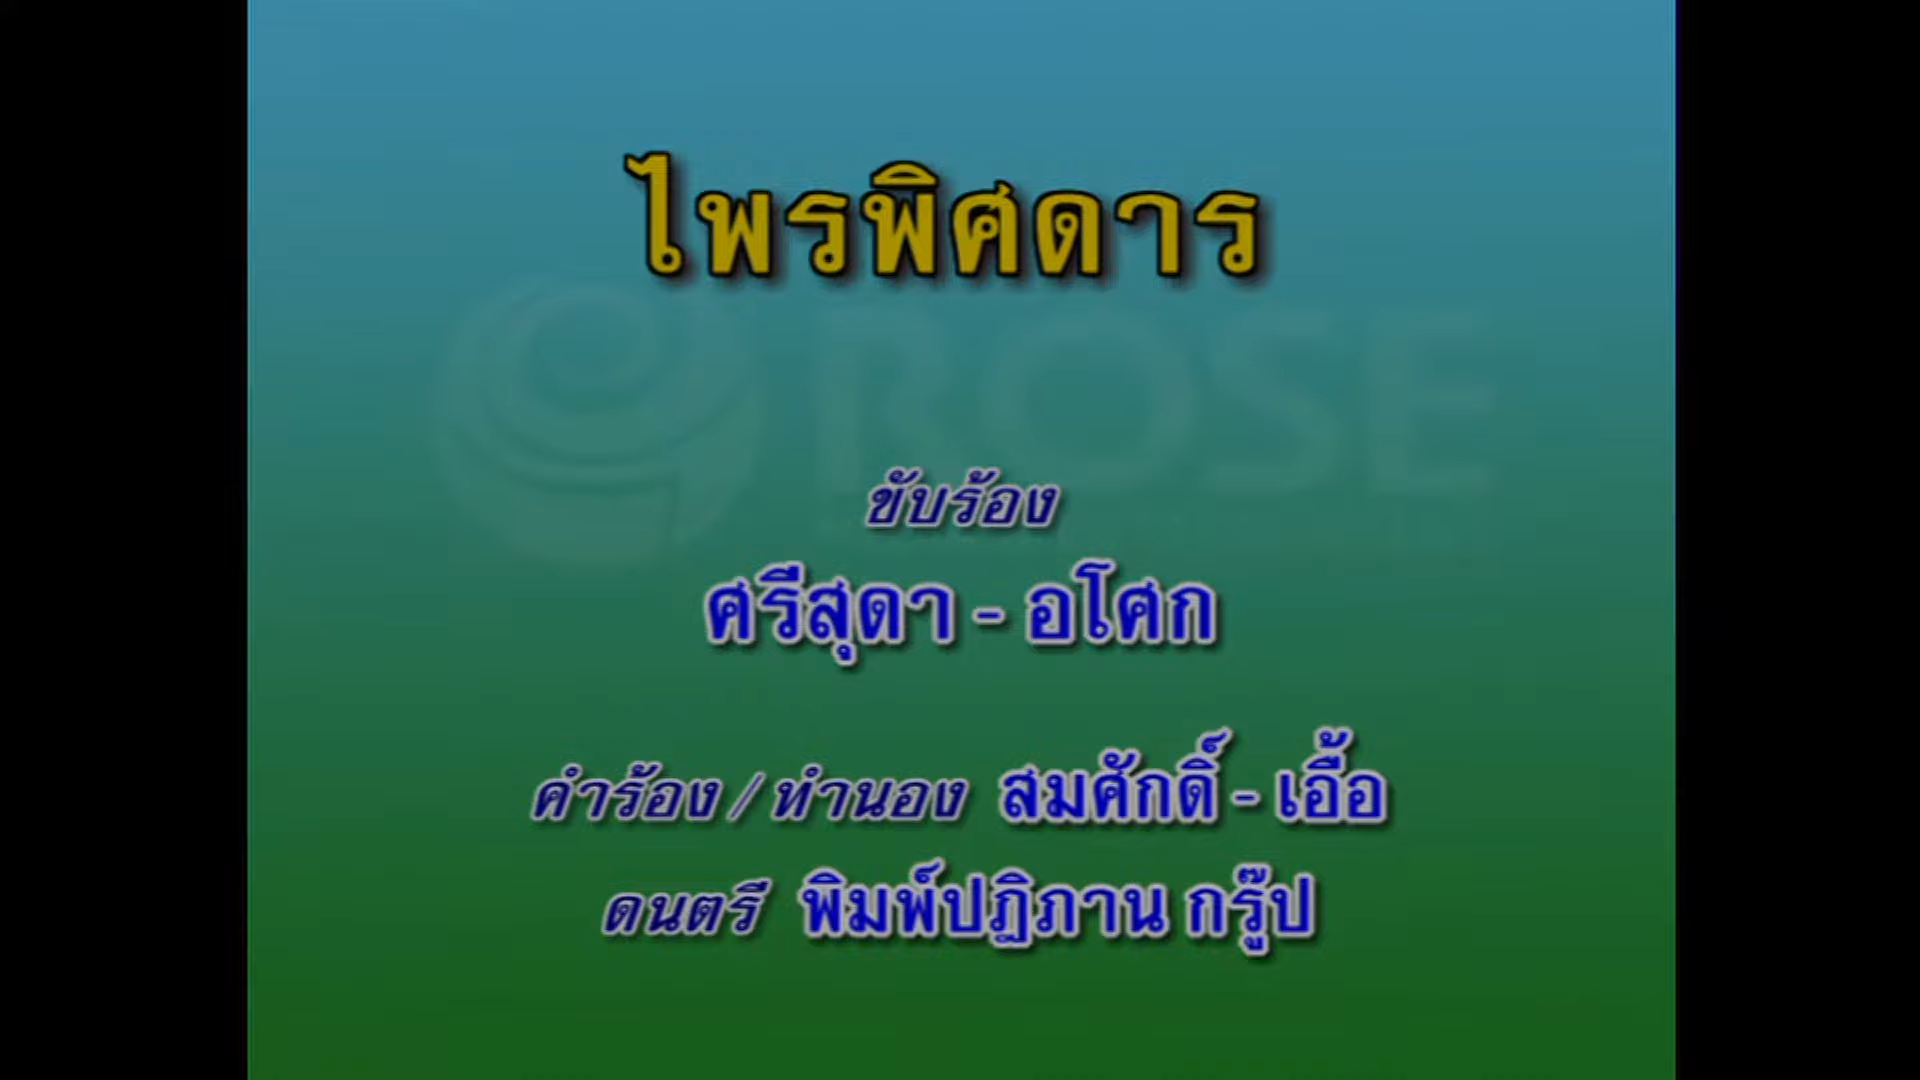 ไพรพิศดาร
ROSE
ขับร้อง
ศรีสุดา - อโศก
คำร้อง / ทำนอง สมศักดิ์ - เอื้อ
ดนตรี พิมพ์ปฏิภาน กรุ๊ป